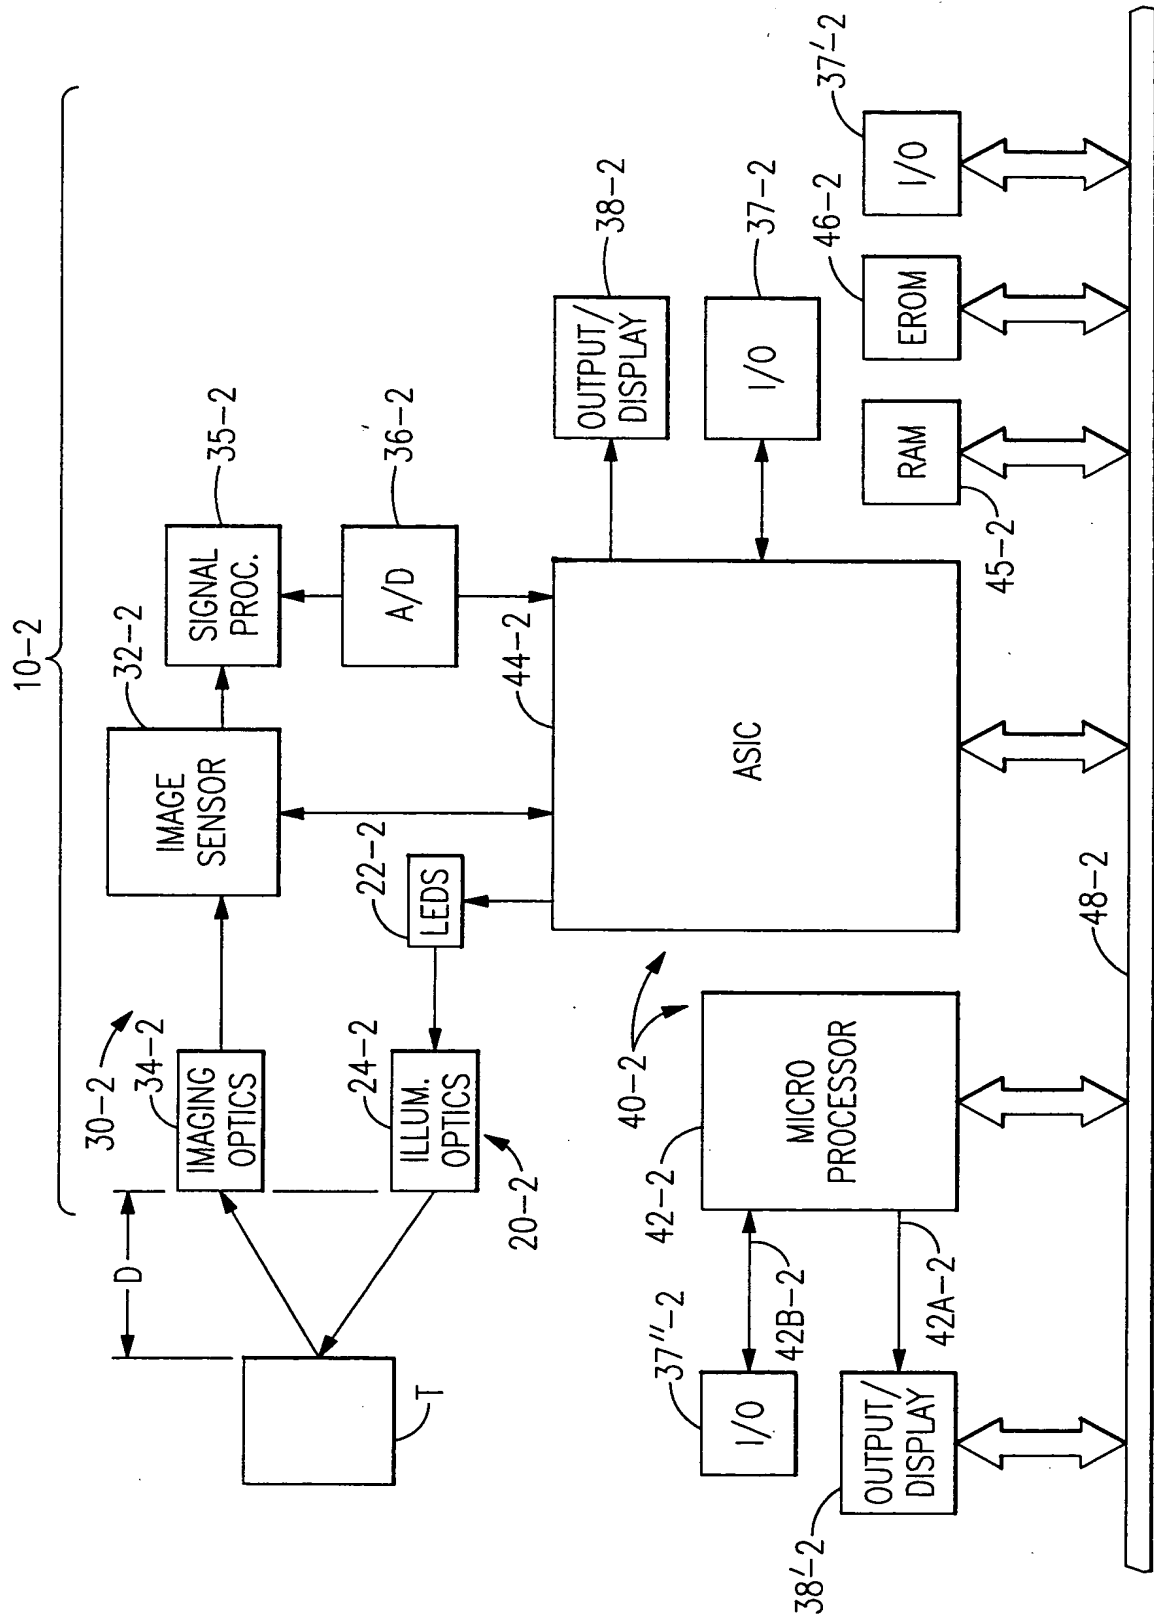 10-2
D
30-2
34-2
IMAGING
OPTICS
32-2
IMAGE
SENSOR
35-2
SIGNAL
PROC.
36-2
A/D
T
24-2
ILLUM.
OPTICS
20-2
22-2
LEDS
44-2
ASIC
38-2
OUTPUT/
DISPLAY
37-2
I/O
40-2
42-2
MICRO
PROCESSOR
37''-2
I/O
42B-2
42A-2
38'-2
OUTPUT/
DISPLAY
45-2
RAM
46-2
EROM
37'-2
I/O
48-2